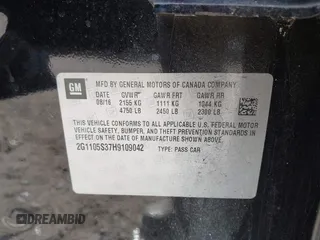 GM
MFD BY GENERAL MOTORS OF CANADA COMPANY
DATE GVWR GAWR FRT GAWR RR
08/16 2155 KG 1111 KG 1044 KG
4750 LB 2450 LB 2300 LB
THIS VEHICLE CONFORMS TO ALL APPLICABLE U.S. FEDERAL MOTOR
VEHICLE SAFETY, BUMPER, AND THEFT PREVENTION STANDARDS
IN EFFECT ON THE DATE OF MANUFACTURE SHOWN ABOVE.
2G1105S37H9109042 TYPE: PASS CAR
DREAMBID